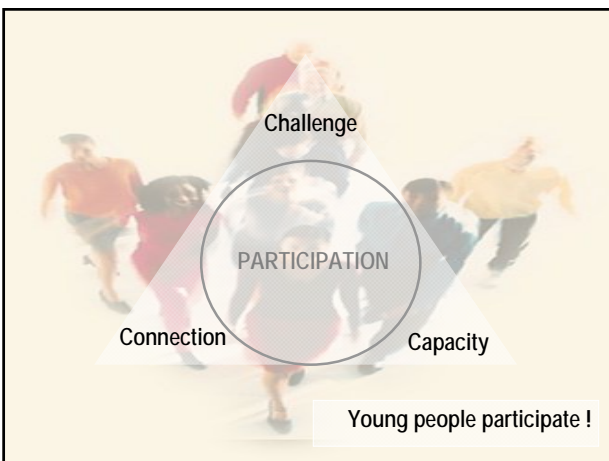 Challenge
PARTICIPATION
Connection
Capacity
Young people participate !